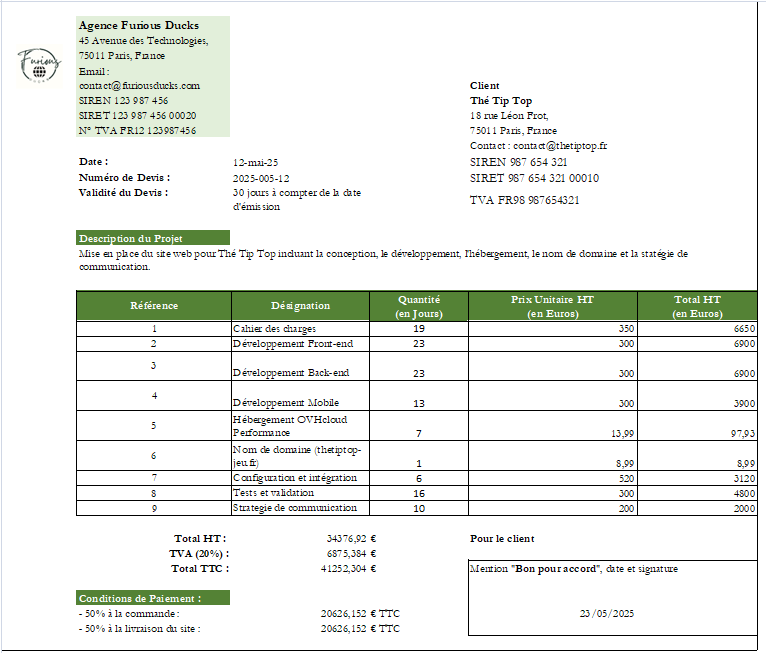 Furious
Agence Furious Ducks
45 Avenue des Technologies,
75011 Paris, France
Email :
contact@furiousducks.com
SIREN 123 987 456
SIRET 123 987 456 00020
N° TVA FR12 123987456
Client
Thé Tip Top
18 rue Léon Frot,
75011 Paris, France
Contact : contact@thetiptop.fr
SIREN 987 654 321
SIRET 987 654 321 00010
TVA FR98 987654321
Date : 12-mai-25
Numéro de Devis : 2025-005-12
Validité du Devis : 30 jours à compter de la date
d'émission
Description du Projet
Mise en place du site web pour Thé Tip Top incluant la conception, le développement, l'hébergement, le nom de domaine et la statégie de
communication.
Référence Désignation Quantité (en Jours) Prix Unitaire HT (en Euros) Total HT (en Euros)
1 Cahier des charges 19 350 6650
2 Développement Front-end 23 300 6900
3 Développement Back-end 23 300 6900
4 Développement Mobile 13 300 3900
5 Hébergement OVHcloud Performance 7 13,99 97,93
6 Nom de domaine (thetiptop-jeu.fr) 1 8,99 8,99
7 Configuration et intégration 6 520 3120
8 Tests et validation 16 300 4800
9 Strategie de communication 10 200 2000
Total HT : 34376,92 €
TVA (20%) : 6875,384 €
Total TTC : 41252,304 €
Pour le client
Mention "Bon pour accord", date et signature
23/05/2025
Conditions de Paiement :
- 50% à la commande : 20626,152 € TTC
- 50% à la livraison du site : 20626,152 € TTC